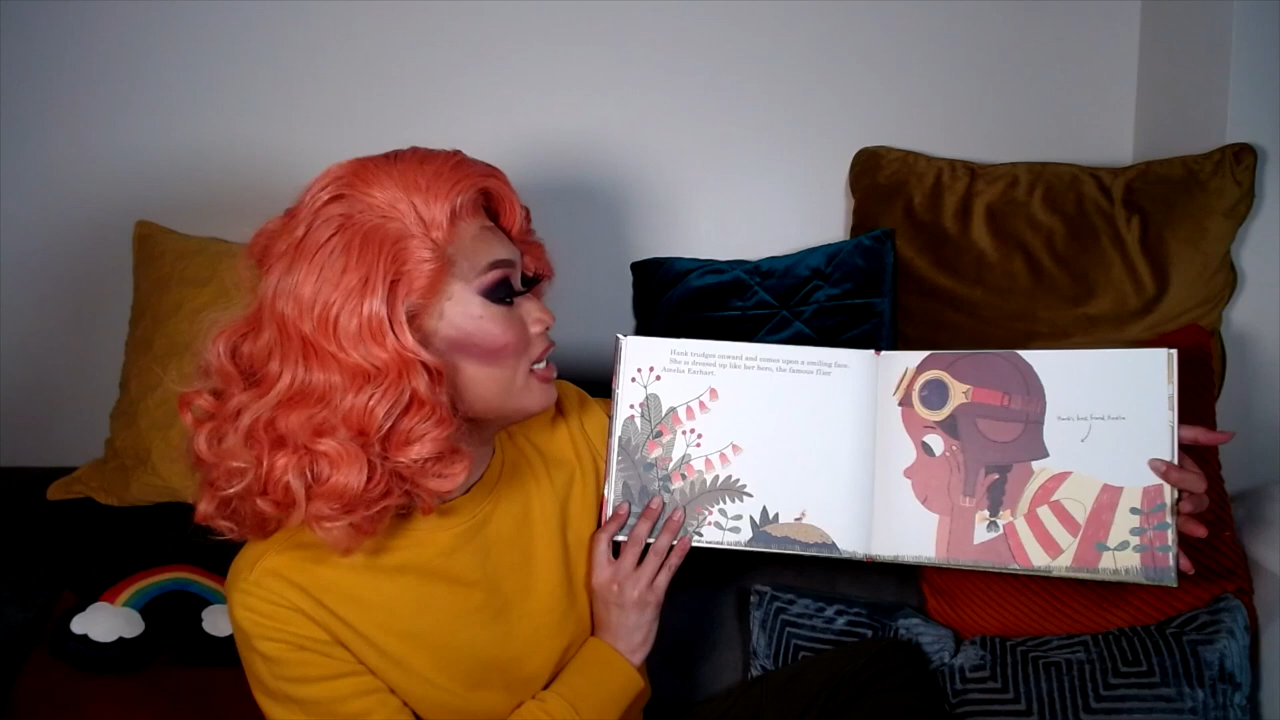 Hank trudges onward and comes upon a smiling face.
She is dressed up like her hero, the famous flier
Amelia Earhart.
Hank's best friend, Amelia